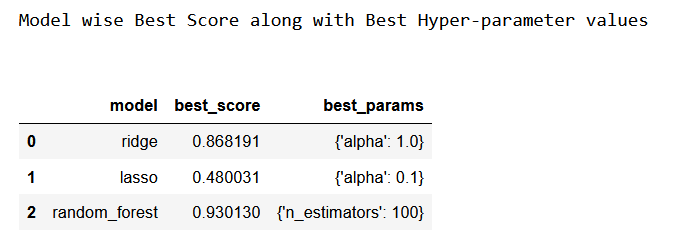 Model wise Best Score along with Best Hyper-parameter values
model best_score best_params
0 ridge 0.868191 {'alpha': 1.0}
1 lasso 0.480031 {'alpha': 0.1}
2 random_forest 0.930130 {'n_estimators': 100}